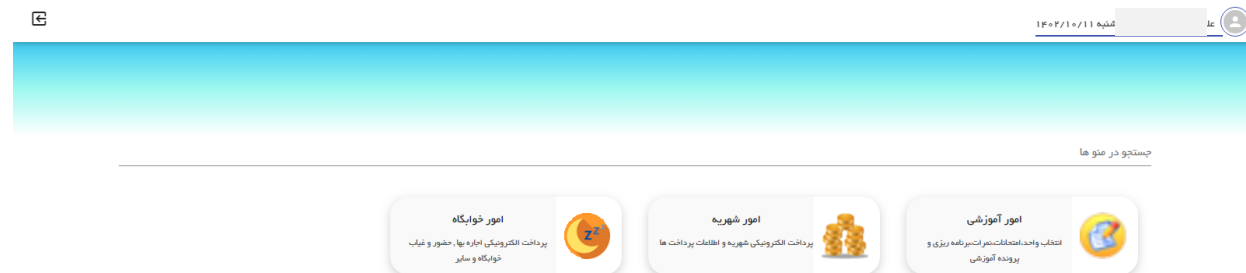 شنبه ۱۴۰۲/۱۰/۱۱
جستجو در منو ها
امور آموزشی
انتخاب واحد،امتحانات،نمرات،برنامه ریزی و
پرونده آموزشی
امور شهریه
پرداخت الکترونیکی شهریه و اطلاعات پرداخت ها
امور خوابگاه
پرداخت الکترونیکی اجاره بها، حضور و غیاب
خوابگاه و سایر